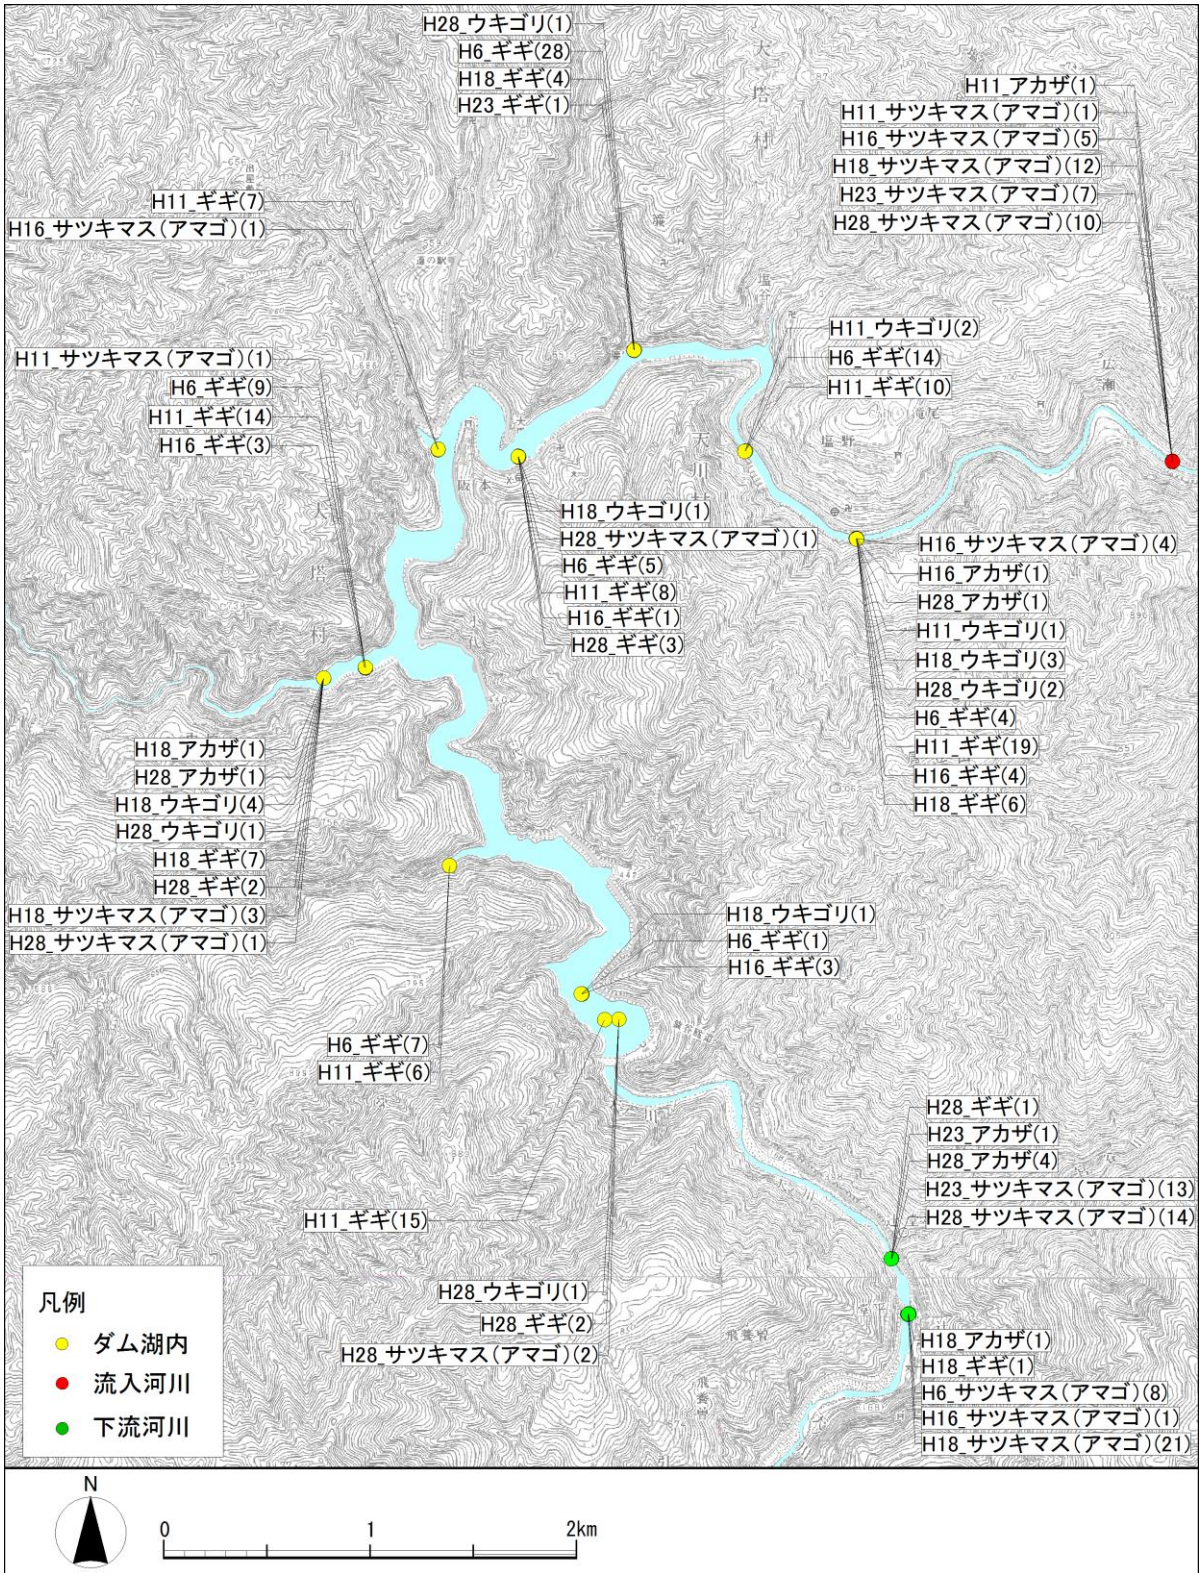 H28_ウキゴリ(1)
H6_ギギ(28)
H18_ギギ(4)
H23_ギギ(1)
H11_アカザ(1)
H11_サツキマス(アマゴ)(1)
H16_サツキマス(アマゴ)(5)
H18_サツキマス(アマゴ)(12)
H23_サツキマス(アマゴ)(7)
H28_サツキマス(アマゴ)(10)
H11_ギギ(7)
H16_サツキマス(アマゴ)(1)
H11_サツキマス(アマゴ)(1)
H6_ギギ(9)
H11_ギギ(14)
H16_ギギ(3)
H11_ウキゴリ(2)
H6_ギギ(14)
H11_ギギ(10)
H18_ウキゴリ(1)
H28_サツキマス(アマゴ)(1)
H6_ギギ(5)
H11_ギギ(8)
H16_ギギ(1)
H28_ギギ(3)
H16_サツキマス(アマゴ)(4)
H16_アカザ(1)
H28_アカザ(1)
H11_ウキゴリ(1)
H18_ウキゴリ(3)
H28_ウキゴリ(2)
H6_ギギ(4)
H11_ギギ(19)
H16_ギギ(4)
H18_ギギ(6)
H18_アカザ(1)
H28_アカザ(1)
H18_ウキゴリ(4)
H28_ウキゴリ(1)
H18_ギギ(7)
H28_ギギ(2)
H18_サツキマス(アマゴ)(3)
H28_サツキマス(アマゴ)(1)
H18_ウキゴリ(1)
H6_ギギ(1)
H16_ギギ(3)
H6_ギギ(7)
H11_ギギ(6)
H28_ギギ(1)
H23_アカザ(1)
H28_アカザ(4)
H23_サツキマス(アマゴ)(13)
H28_サツキマス(アマゴ)(14)
H11_ギギ(15)
H28_ウキゴリ(1)
H28_ギギ(2)
H28_サツキマス(アマゴ)(2)
H18_アカザ(1)
H18_ギギ(1)
H6_サツキマス(アマゴ)(8)
H16_サツキマス(アマゴ)(1)
H18_サツキマス(アマゴ)(21)
大塔村
道の駅
塩谷
広瀬
滝尾
塩野
天川
阪本
大塔村
飛養曽
凡例
ダム湖内
流入河川
下流河川
N
0 1 2km